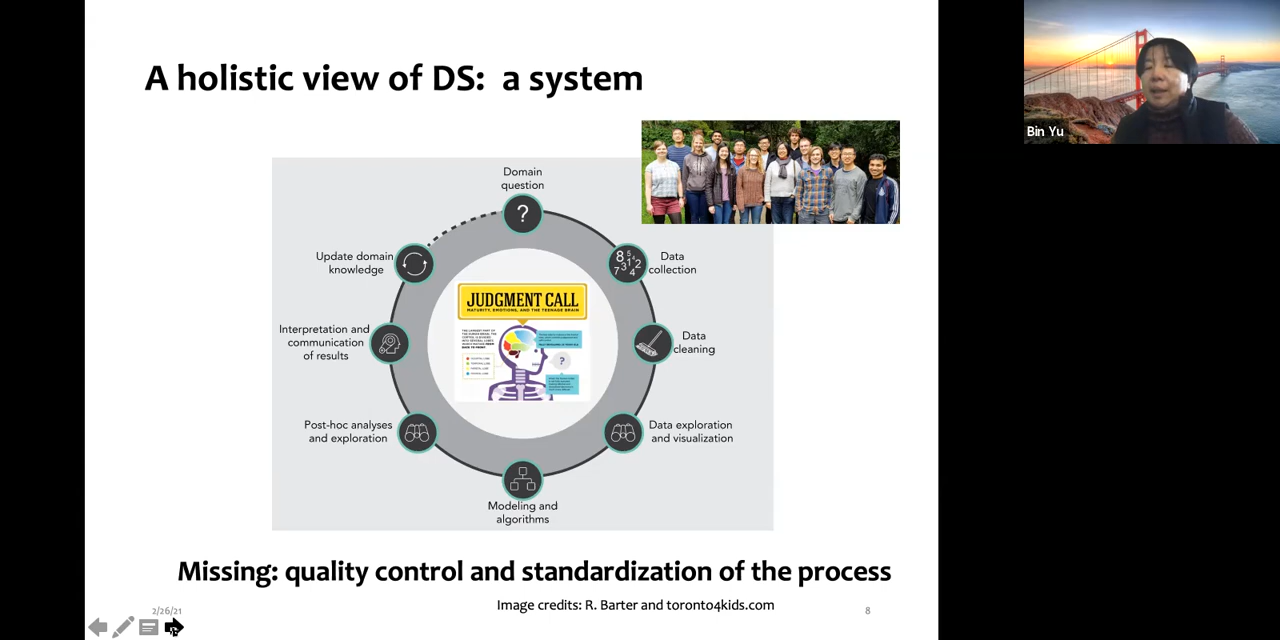 A holistic view of DS: a system
Bin Yu
Domain
question
?
Data
collection
Data
cleaning
Data exploration
and visualization
Modeling and
algorithms
Post-hoc analyses
and exploration
Interpretation and
communication
of results
Update domain
knowledge
JUDGMENT CALL
MATURITY, EMOTIONS, AND THE TEENAGE BRAIN
?
Missing: quality control and standardization of the process
Image credits: R. Barter and toronto4kids.com
2/26/21
8